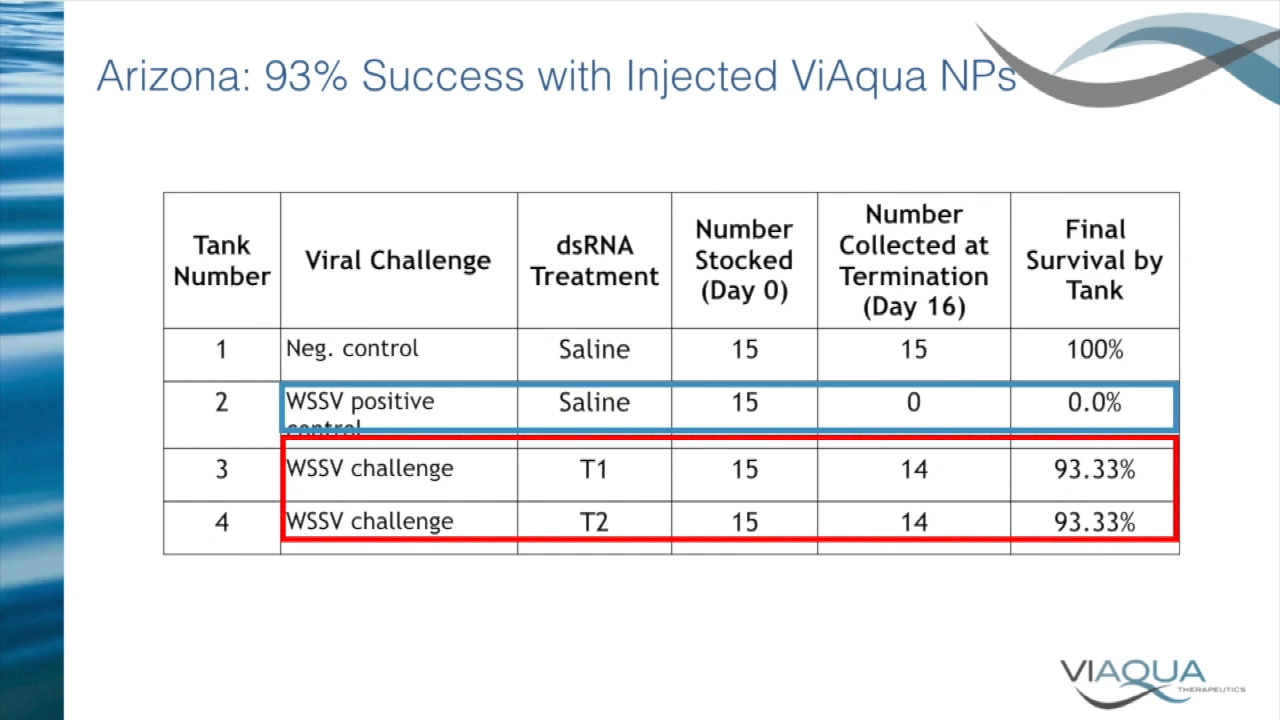 Arizona: 93% Success with Injected ViAqua NPs
Tank
Number
Viral Challenge
dsRNA
Treatment
Number
Stocked
(Day 0)
Number
Collected at
Termination
(Day 16)
Final
Survival by
Tank
1 Neg. control Saline 15 15 100%
2 WSSV positive Saline 15 0 0.0%
control
3 WSSV challenge T1 15 14 93.33%
4 WSSV challenge T2 15 14 93.33%
VIAQUA
THERAPEUTICS